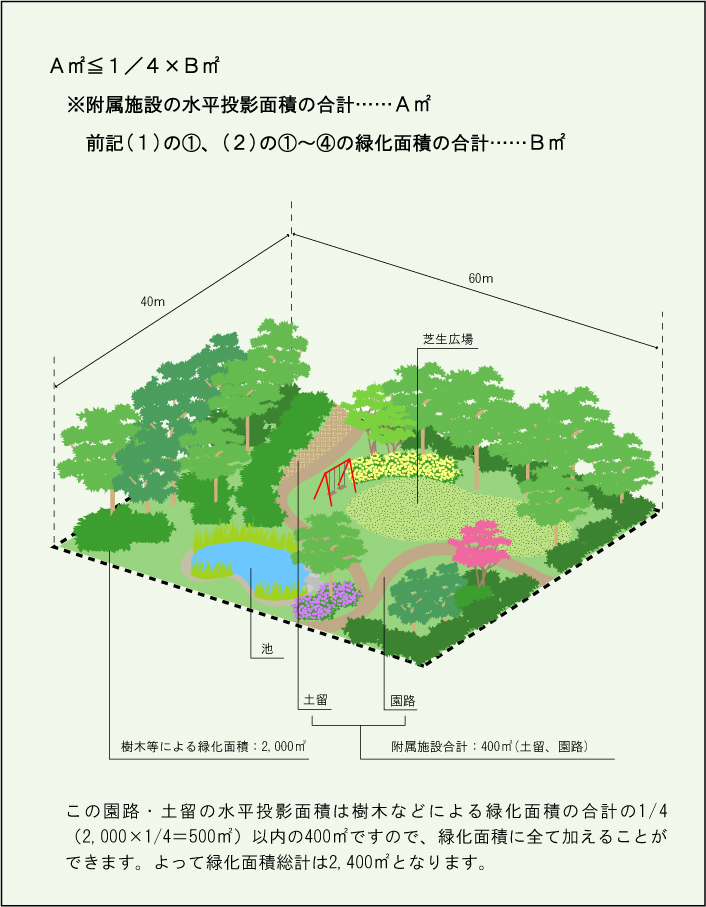 A㎡≦1／4×B㎡
※附属施設の水平投影面積の合計……A㎡
前記(1)の①、(2)の①～④の緑化面積の合計……B㎡
40m
60m
芝生広場
池
土留
園路
樹木等による緑化面積：2,000㎡
附属施設合計：400㎡(土留、園路)
この園路・土留の水平投影面積は樹木などによる緑化面積の合計の1/4
（2,000×1/4＝500㎡）以内の400㎡ですので、緑化面積に全て加えることが
できます。よって緑化面積総計は2,400㎡となります。